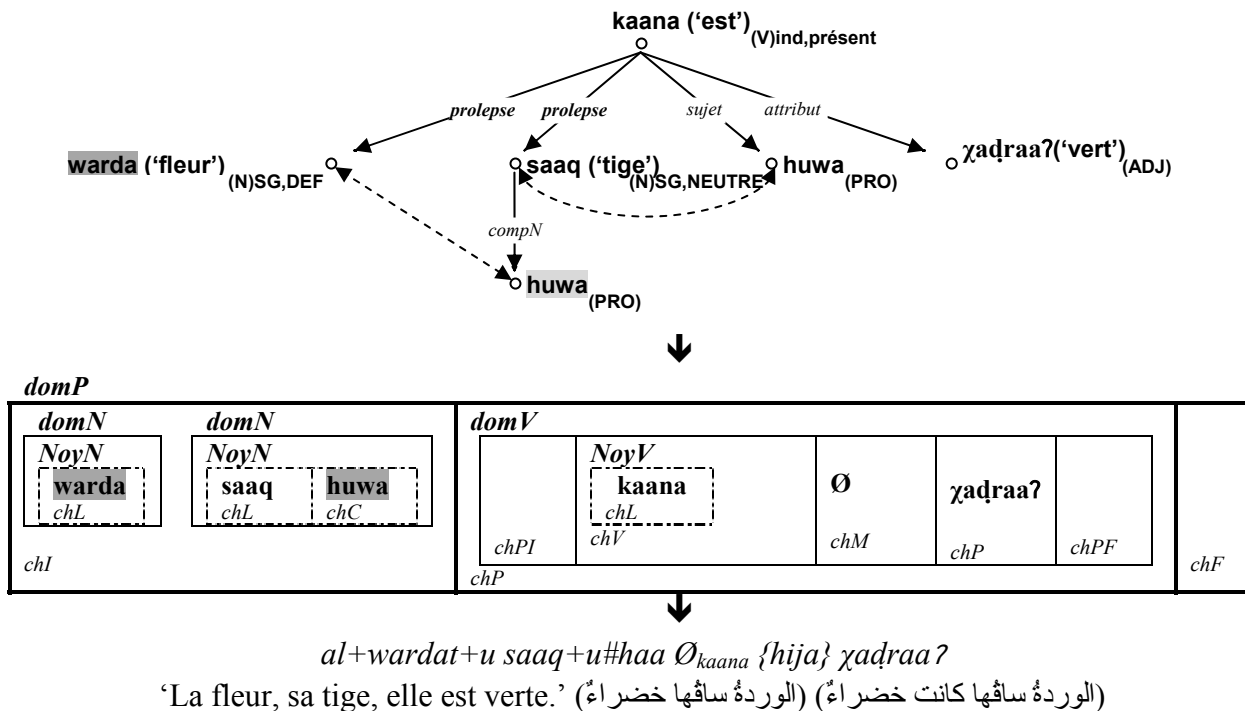 kaana ('est')(V)ind,présent
prolepse prolepse sujet attribut
warda ('fleur')(N)SG,DEF saaq ('tige')(N)SG,NEUTRE huwa(PRO) χaḍraaʔ('vert')(ADJ)
compN
huwa(PRO)
domP
domN domN domV
NoyN NoyN NoyV
warda saaq huwa kaana Ø χaḍraaʔ
chL chL chC chL
chPI chV chM chP chPF
chI chP chF
al+wardat+u saaq+u#haa Økaana {hija} χaḍraaʔ
'La fleur, sa tige, elle est verte.' (الوردةُ ساقُها خضراءٌ) (الوردةُ ساقُها كانت خضراءٌ)